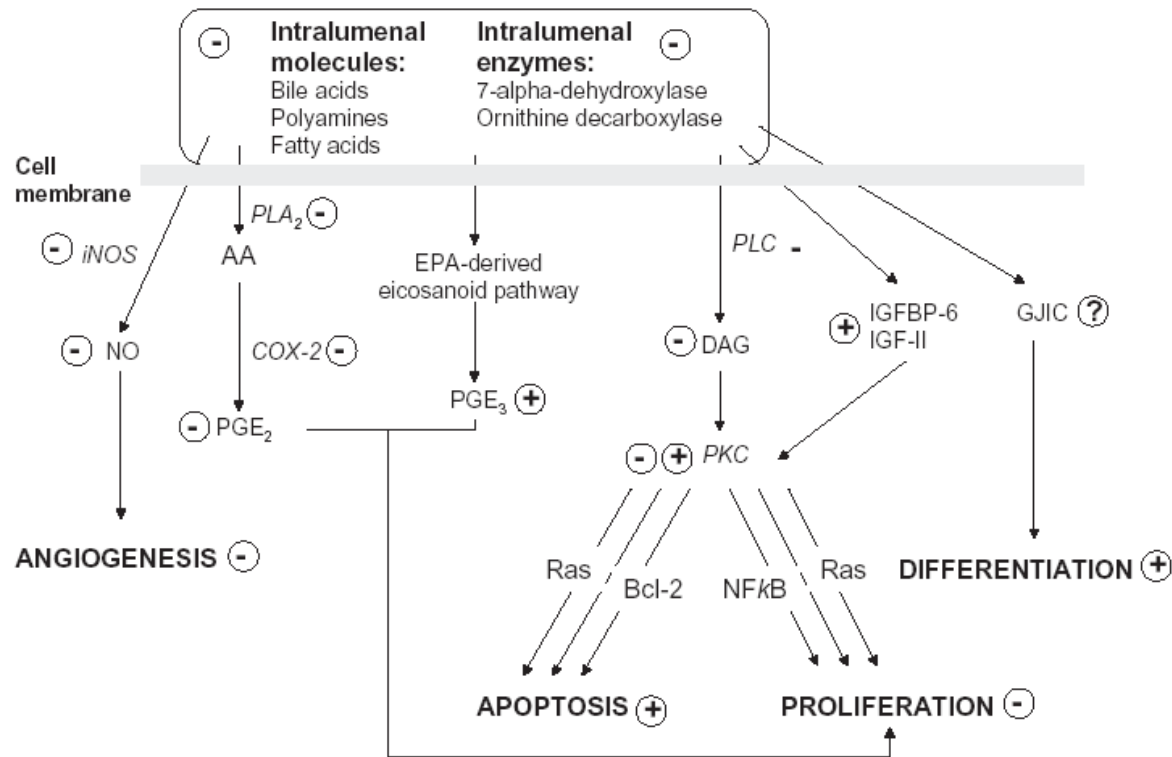 Intralumenal
molecules:
Bile acids
Polyamines
Fatty acids
Intralumenal
enzymes:
7-alpha-dehydroxylase
Ornithine decarboxylase
-
-
Cell
membrane
PLA2 -
- iNOS
AA
EPA-derived
eicosanoid pathway
PLC -
IGFBP-6
IGF-II
+
GJIC ?
- NO
COX-2 -
- DAG
PGE3 +
- PGE2
- + PKC
ANGIOGENESIS -
Ras
Bcl-2
NFkB
Ras
DIFFERENTIATION +
APOPTOSIS +
PROLIFERATION -